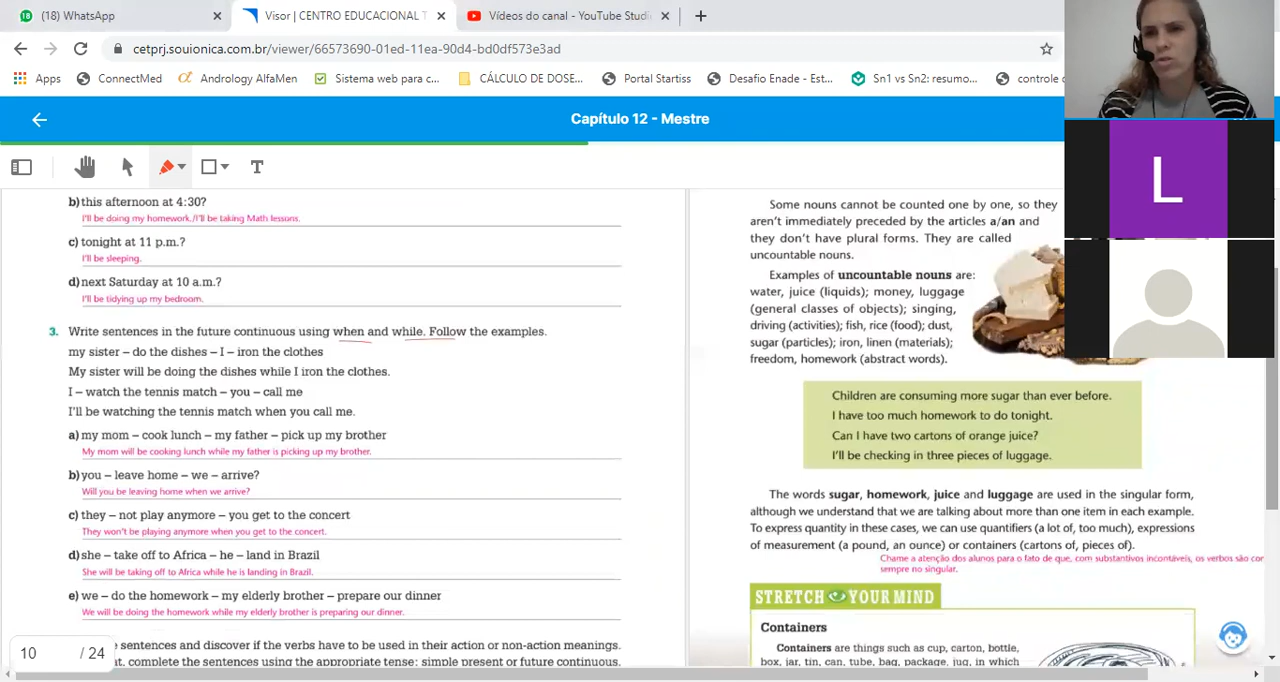 (18) WhatsApp
Visor | CENTRO EDUCACIONAL T
Vídeos do canal - YouTube Studi
cetprj.souionica.com.br/viewer/66573690-01ed-11ea-90d4-bd0df573e3ad
Apps
ConnectMed
Andrology AlfaMen
Sistema web para c...
CÁLCULO DE DOSE...
Portal Startiss
Desafio Enade - Est...
Sn1 vs Sn2: resumo...
controle d
Capítulo 12 - Mestre
b) this afternoon at 4:30?
I'll be doing my homework./I'll be taking Math lessons.
c) tonight at 11 p.m.?
I'll be sleeping.
d) next Saturday at 10 a.m.?
I'll be tidying up my bedroom.
3. Write sentences in the future continuous using when and while. Follow the examples.
my sister – do the dishes – I – iron the clothes
My sister will be doing the dishes while I iron the clothes.
I – watch the tennis match – you – call me
I'll be watching the tennis match when you call me.
a) my mom – cook lunch – my father – pick up my brother
My mom will be cooking lunch while my father is picking up my brother.
b) you – leave home – we – arrive?
Will you be leaving home when we arrive?
c) they – not play anymore – you get to the concert
They won't be playing anymore when you get to the concert.
d) she – take off to Africa – he – land in Brazil
She will be taking off to Africa while he is landing in Brazil.
e) we – do the homework – my elderly brother – prepare our dinner
We will be doing the homework while my elderly brother is preparing our dinner.
e sentences and discover if the verbs have to be used in their action or non-action meanings.
at, complete the sentences using the appropriate tense: simple present or future continuous.
10 / 24
Some nouns cannot be counted one by one, so they
aren't immediately preceded by the articles a/an and
they don't have plural forms. They are called
uncountable nouns.
Examples of uncountable nouns are:
water, juice (liquids); money, luggage
(general classes of objects); singing,
driving (activities); fish, rice (food); dust,
sugar (particles); iron, linen (materials);
freedom, homework (abstract words).
Children are consuming more sugar than ever before.
I have too much homework to do tonight.
Can I have two cartons of orange juice?
I'll be checking in three pieces of luggage.
The words sugar, homework, juice and luggage are used in the singular form,
although we understand that we are talking about more than one item in each example.
To express quantity in these cases, we can use quantifiers (a lot of, too much), expressions
of measurement (a pound, an ounce) or containers (cartons of, pieces of).
Chame a atenção dos alunos para o fato de que, com substantivos incontáveis, os verbos são cor
sempre no singular.
STRETCH YOUR MIND
Containers
Containers are things such as cup, carton, bottle,
box, jar, tin, can, tube, bag, package, jug, in which
L